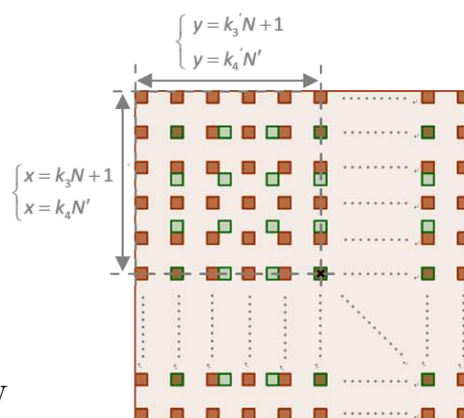 { y = k₃'N + 1
y = k₄'N'
{ x = k₃N + 1
x = k₄N'